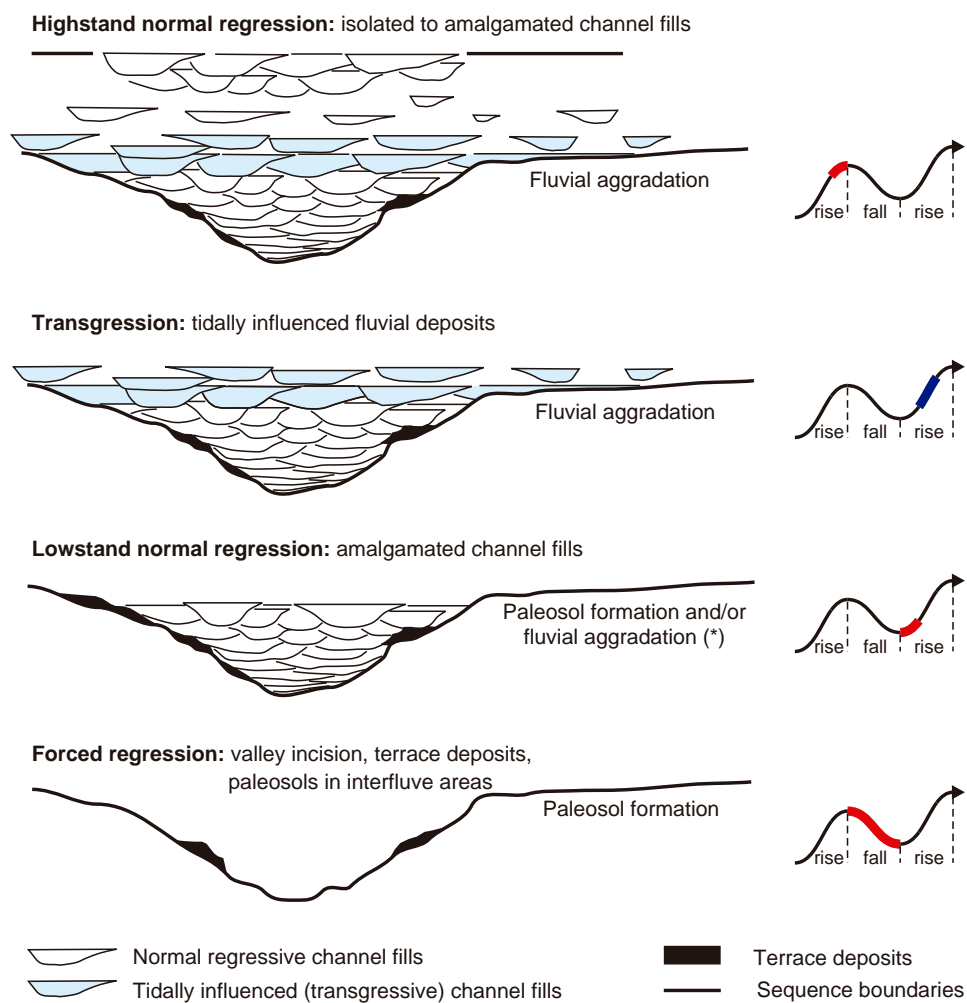 Highstand normal regression: isolated to amalgamated channel fills
Fluvial aggradation
rise fall rise
Transgression: tidally influenced fluvial deposits
Fluvial aggradation
rise fall rise
Lowstand normal regression: amalgamated channel fills
Paleosol formation and/or
fluvial aggradation (*)
rise fall rise
Forced regression: valley incision, terrace deposits,
paleosols in interfluve areas
Paleosol formation
rise fall rise
Normal regressive channel fills
Terrace deposits
Tidally influenced (transgressive) channel fills
Sequence boundaries